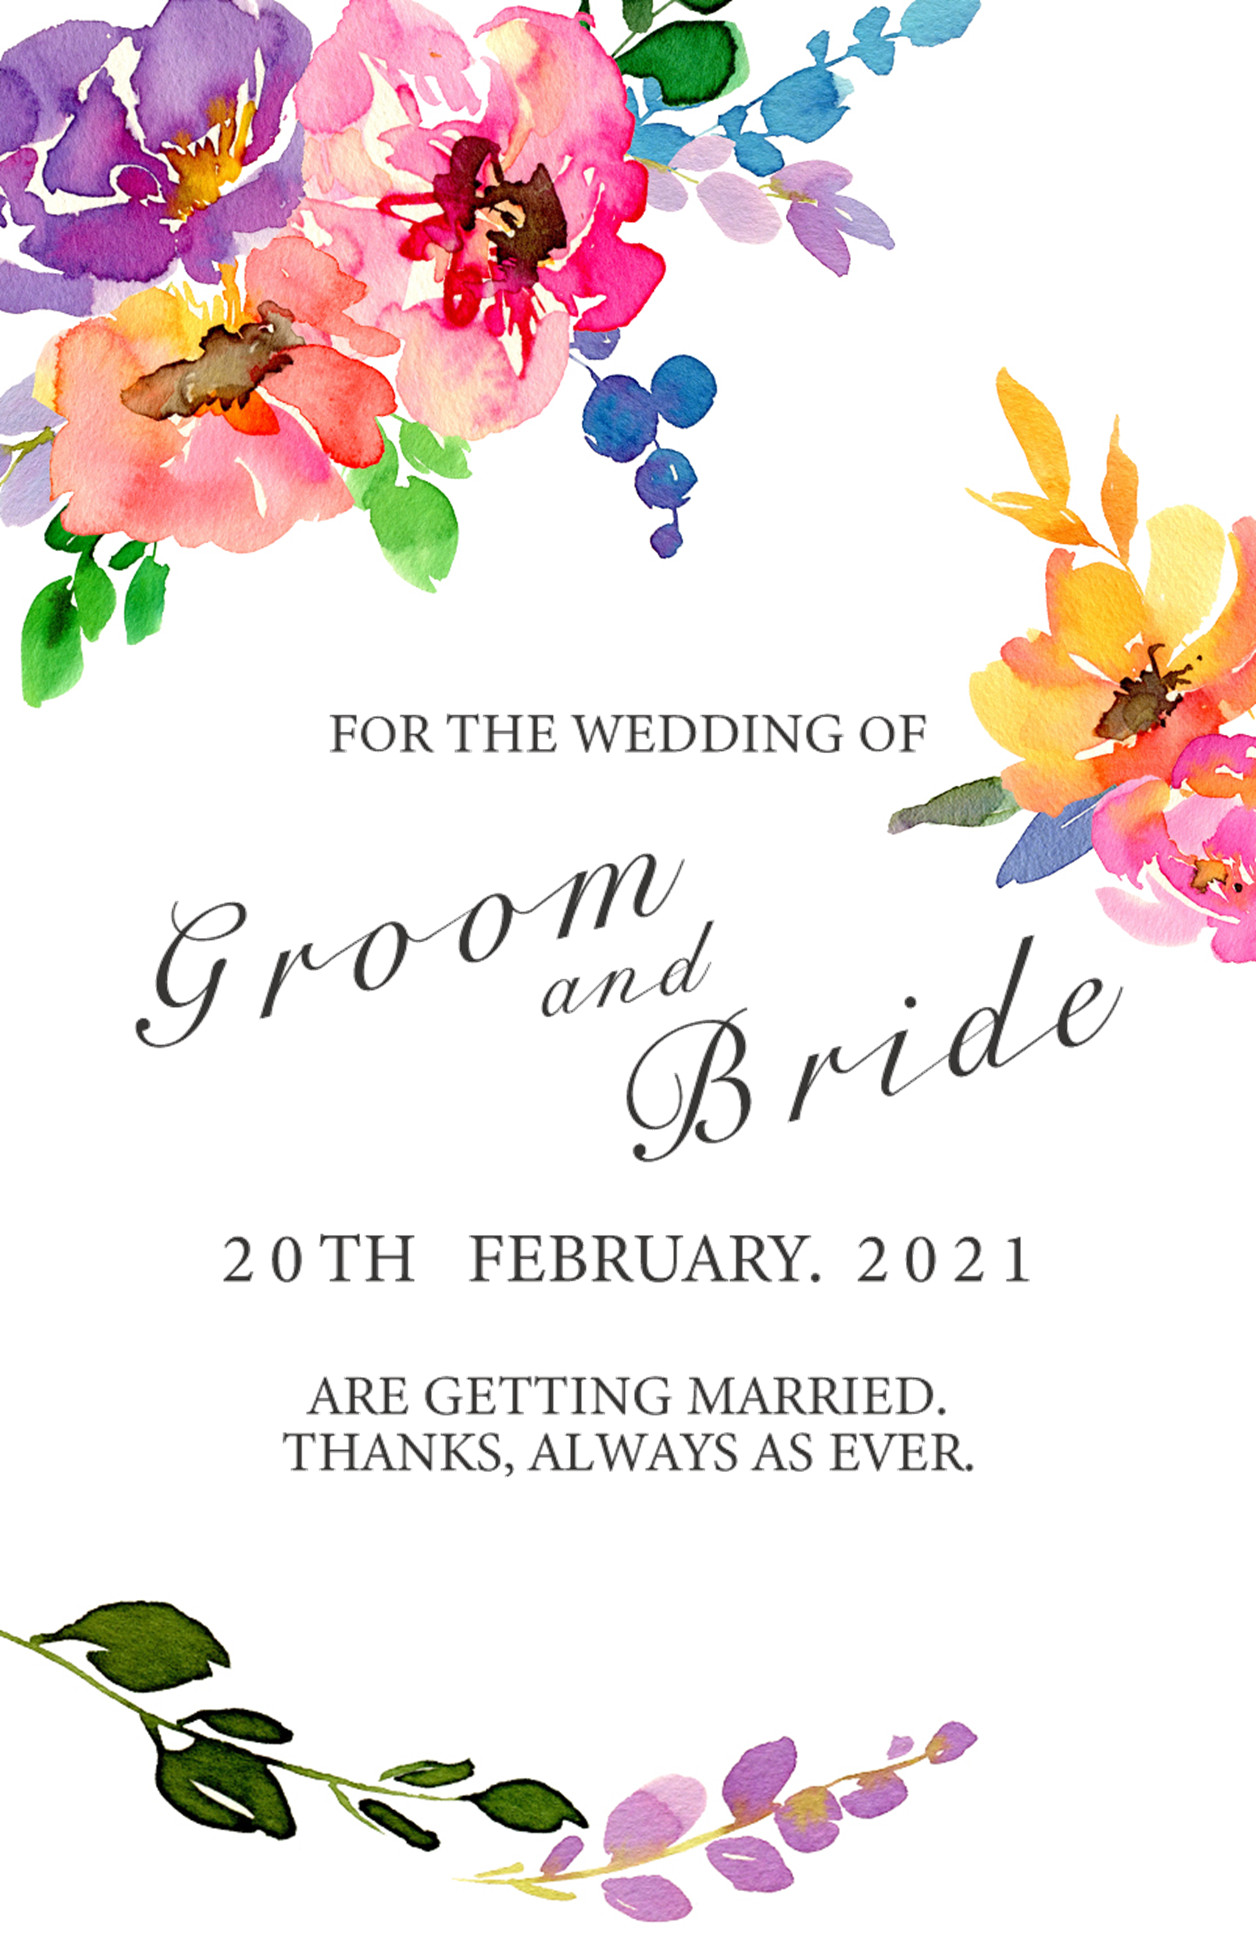 FOR THE WEDDING OF
Groom
and
Bride
20TH FEBRUARY. 2021
ARE GETTING MARRIED.
THANKS, ALWAYS AS EVER.